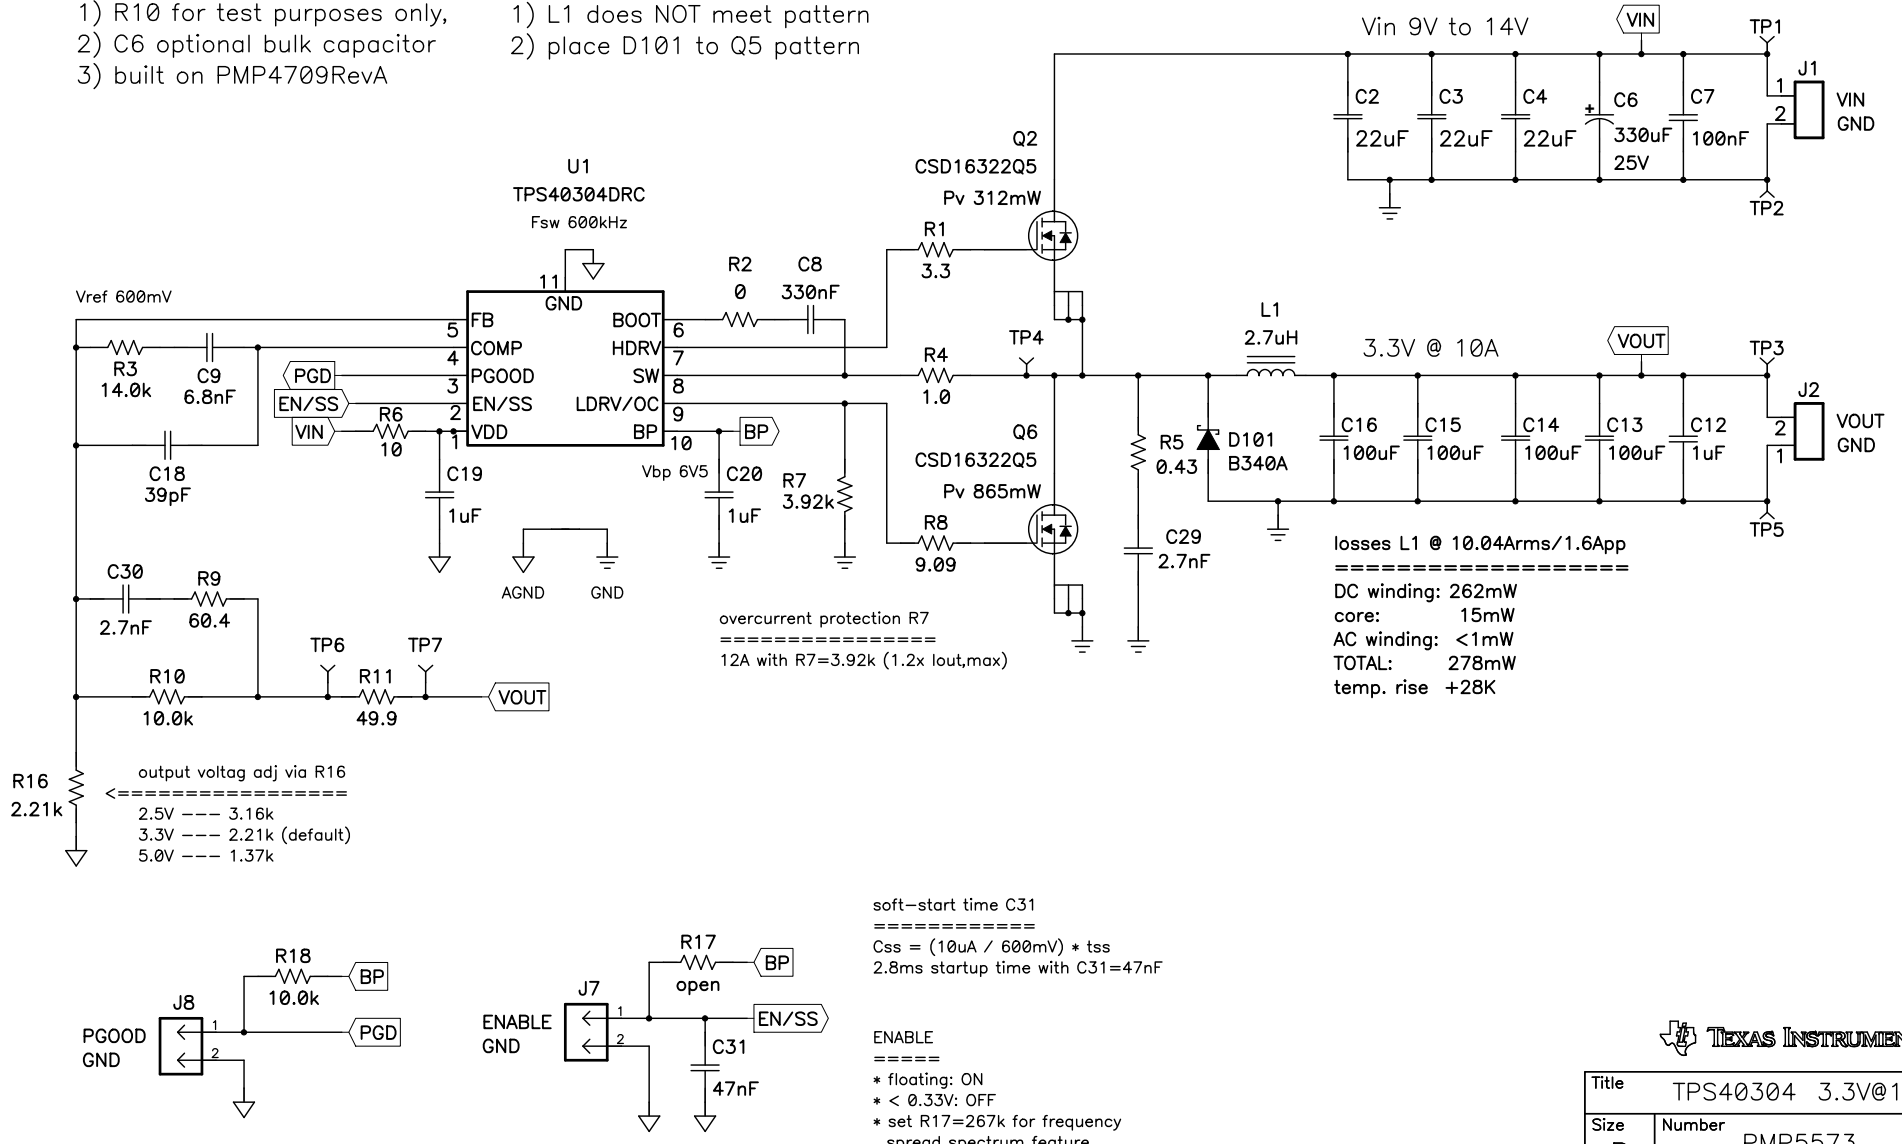 1) R10 for test purposes only,
2) C6 optional bulk capacitor
3) built on PMP4709RevA
1) L1 does NOT meet pattern
2) place D101 to Q5 pattern
Vin 9V to 14V
VIN
TP1
J1
1
2
VIN
GND
C2
22uF
C3
22uF
C4
22uF
+
C6
330uF
25V
C7
100nF
TP2
Q2
CSD16322Q5
Pv 312mW
U1
TPS40304DRC
Fsw 600kHz
R1
3.3
11
GND
R2
0
C8
330nF
Vref 600mV
FB
5
COMP
4
PGOOD
3
EN/SS
2
VDD
1
BOOT
6
HDRV
7
SW
8
LDRV/OC
9
BP
10
R3
14.0k
C9
6.8nF
PGD
EN/SS
VIN
R6
10
C18
39pF
C19
1uF
Vbp 6V5
BP
C20
1uF
R7
3.92k
R4
1.0
TP4
L1
2.7uH
3.3V @ 10A
VOUT
TP3
J2
2
1
VOUT
GND
Q6
CSD16322Q5
Pv 865mW
R5
0.43
D101
B340A
C16
100uF
C15
100uF
C14
100uF
C13
100uF
C12
1uF
TP5
R8
9.09
C29
2.7nF
AGND
GND
losses L1 @ 10.04Arms/1.6App
===================
DC winding: 262mW
core: 15mW
AC winding: <1mW
TOTAL: 278mW
temp. rise +28K
overcurrent protection R7
================
12A with R7=3.92k (1.2x Iout,max)
C30
2.7nF
R9
60.4
R10
10.0k
TP6
R11
49.9
TP7
VOUT
R16
2.21k
output voltag adj via R16
<=================
2.5V --- 3.16k
3.3V --- 2.21k (default)
5.0V --- 1.37k
soft-start time C31
============
Css = (10uA / 600mV) * tss
2.8ms startup time with C31=47nF
R18
10.0k
BP
J8
PGOOD
GND
1
2
PGD
R17
open
BP
J7
ENABLE
GND
1
2
EN/SS
C31
47nF
ENABLE
=====
* floating: ON
* < 0.33V: OFF
* set R17=267k for frequency
spread spectrum feature
TEXAS INSTRUMEN
Title
TPS40304 3.3V@1
Size
Number
PMP5573